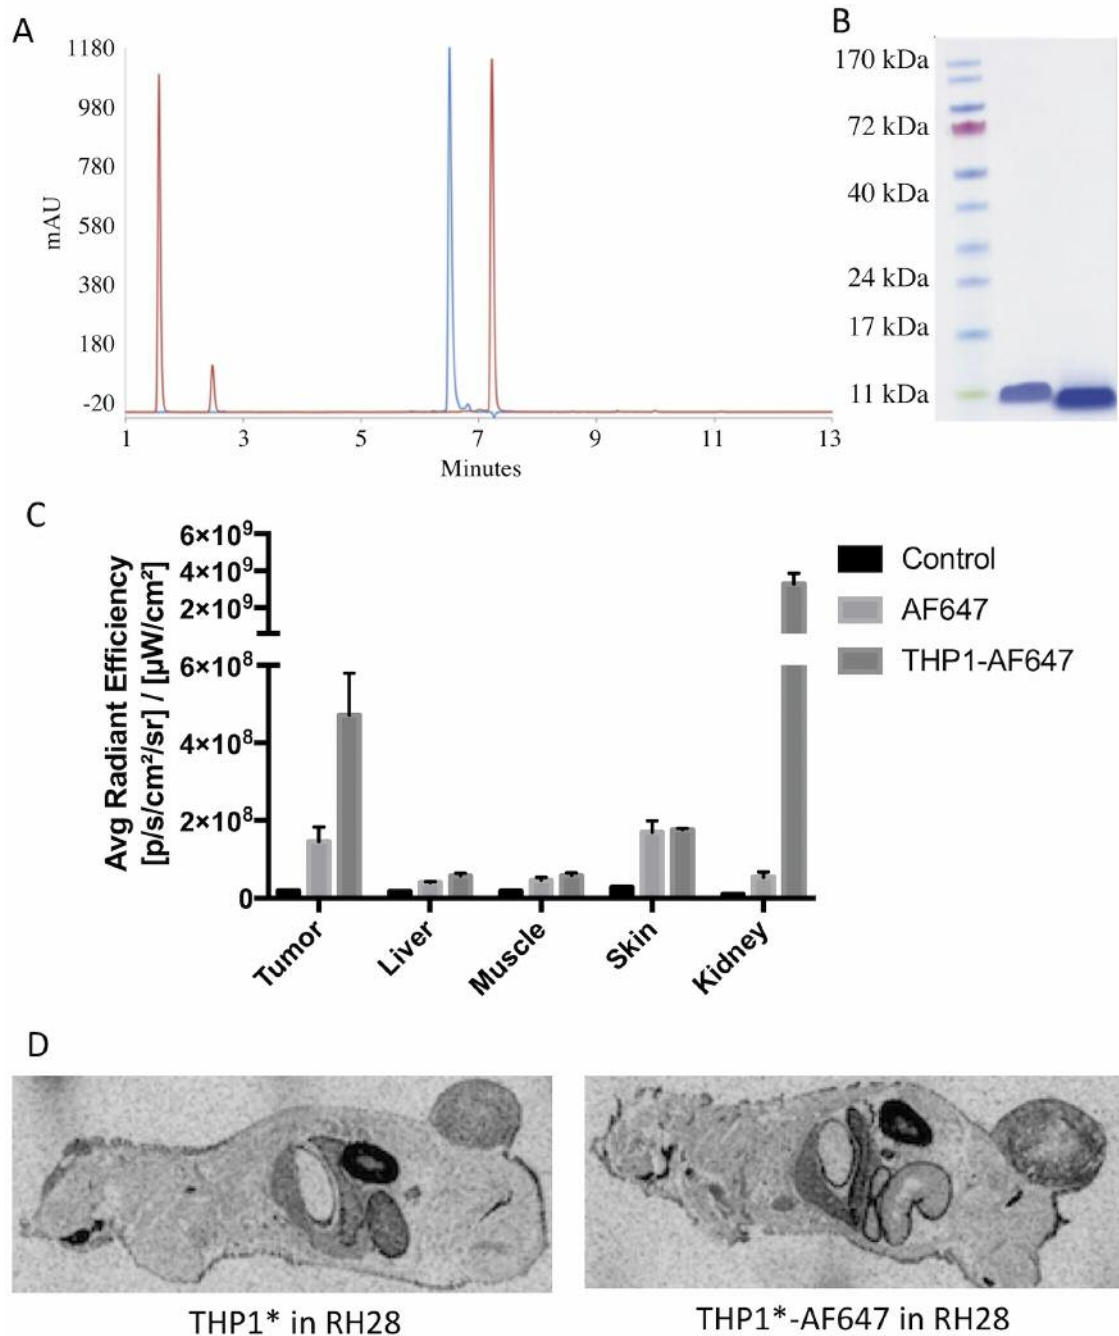 A
1180
980
780
580
380
180
-20
mAU
1
3
5
7
9
11
13
Minutes
B
170 kDa
72 kDa
40 kDa
24 kDa
17 kDa
11 kDa
C
Avg Radiant Efficiency
[p/s/cm²/sr] / [µW/cm²]
6×10⁹
4×10⁹
2×10⁹
6×10⁸
4×10⁸
2×10⁸
0
Tumor
Liver
Muscle
Skin
Kidney
Control
AF647
THP1-AF647
D
THP1* in RH28
THP1*-AF647 in RH28